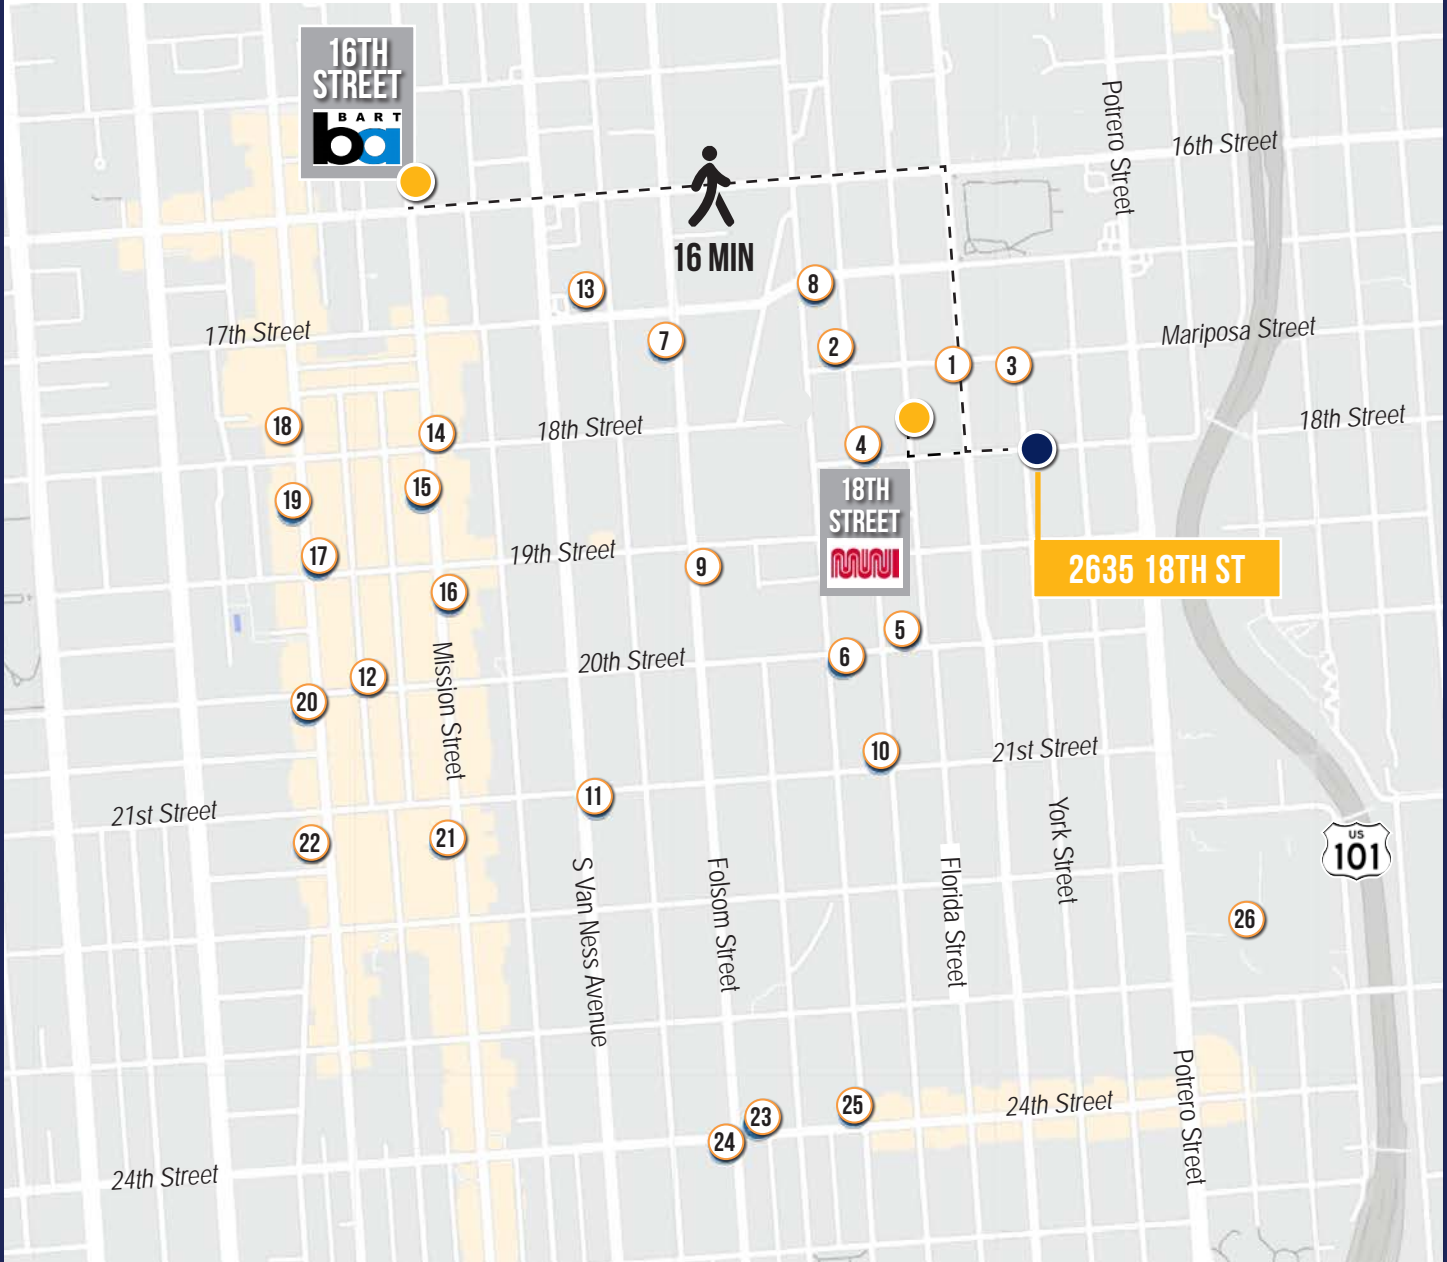 16TH
STREET
BART
ba
Potrero Street
16th Street
16 MIN
13
8
17th Street
7
2
1
3
Mariposa Street
18
14
18th Street
4
18th Street
19
15
18TH
STREET
MUNI
17
19th Street
9
2635 18TH ST
16
5
6
20th Street
12
20
Mission Street
10
21st Street
11
21st Street
22
21
York Street
US
101
S Van Ness Avenue
Folsom Street
Florida Street
26
24th Street
25
23
24
Potrero Street
24th Street